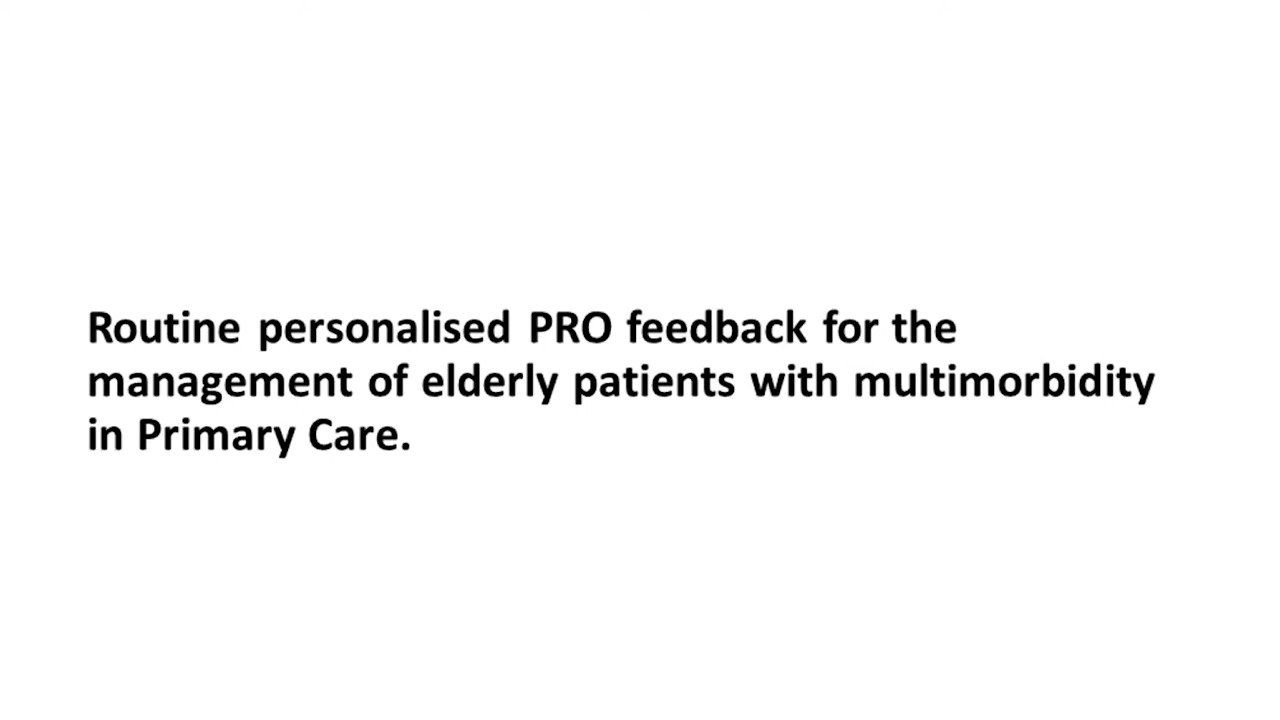 Routine personalised PRO feedback for the
management of elderly patients with multimorbidity
in Primary Care.